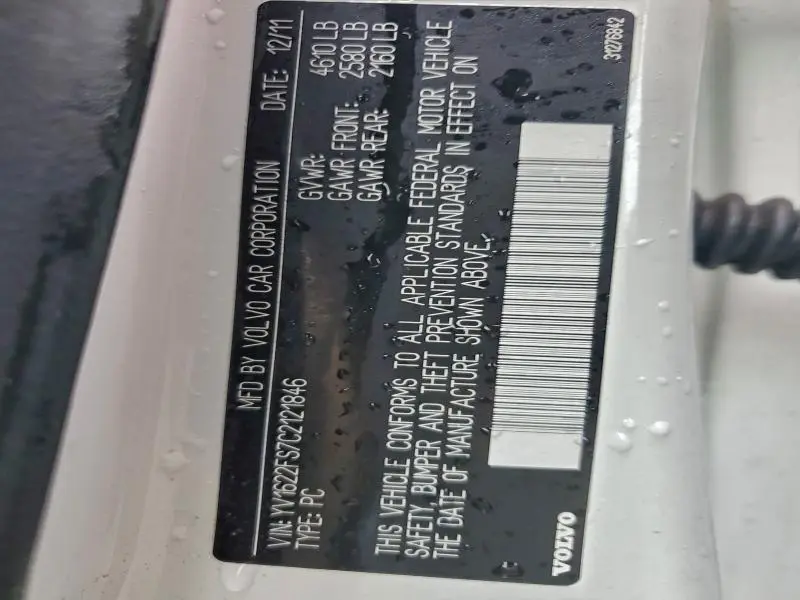 MFD BY VOLVO CAR CORPORATION DATE: 12/11
VIN: YV1622FS7C2121846
TYPE: PC
GVWR: 4610 LB
GAWR FRONT: 2580 LB
GAWR REAR: 2160 LB
THIS VEHICLE CONFORMS TO ALL APPLICABLE FEDERAL MOTOR VEHICLE
SAFETY, BUMPER AND THEFT PREVENTION STANDARDS IN EFFECT ON
THE DATE OF MANUFACTURE SHOWN ABOVE.
VOLVO
31276842